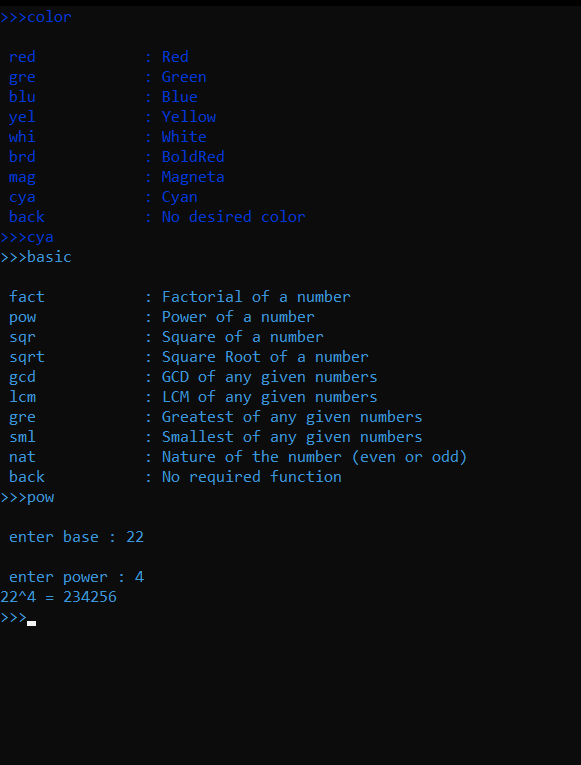 >>>color
red : Red
gre : Green
blu : Blue
yel : Yellow
whi : White
brd : BoldRed
mag : Magneta
cya : Cyan
back : No desired color
>>>cya
>>>basic
fact : Factorial of a number
pow : Power of a number
sqr : Square of a number
sqrt : Square Root of a number
gcd : GCD of any given numbers
lcm : LCM of any given numbers
gre : Greatest of any given numbers
sml : Smallest of any given numbers
nat : Nature of the number (even or odd)
back : No required function
>>>pow
enter base : 22
enter power : 4
22^4 = 234256
>>>